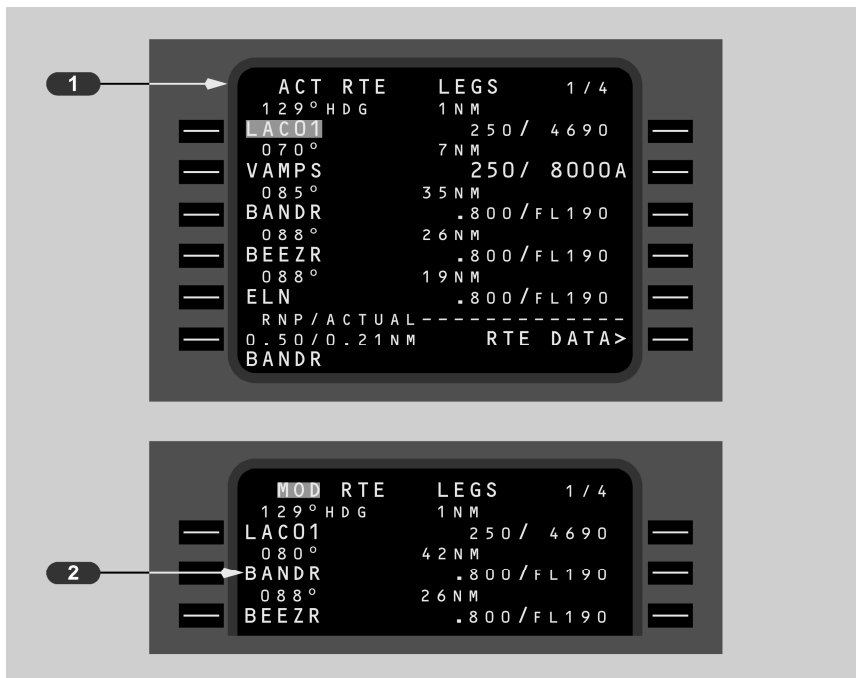 1
ACT RTE LEGS 1/4
129°HDG 1NM
LACO1 250/ 4690
070° 7NM
VAMPS 250/ 8000A
085° 35NM
BANDR .800/FL190
088° 26NM
BEEZR .800/FL190
088° 19NM
ELN .800/FL190
RNP/ACTUAL-------------
0.50/0.21NM RTE DATA>
BANDR
MOD RTE LEGS 1/4
129°HDG 1NM
LACO1 250/ 4690
080° 42NM
2
BANDR .800/FL190
088° 26NM
BEEZR .800/FL190